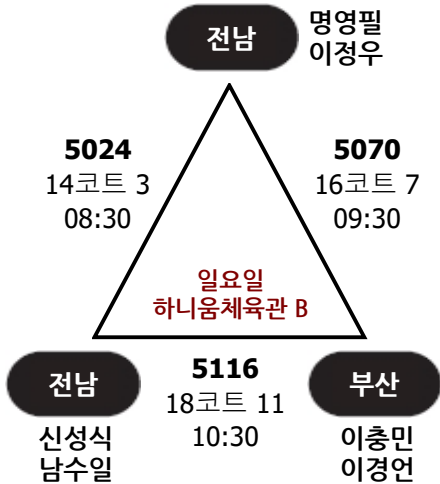 전남
명영필
이정우
5024
14코트 3
08:30
5070
16코트 7
09:30
일요일
하니움체육관 B
전남
신성식
남수일
5116
18코트 11
10:30
부산
이충민
이경언